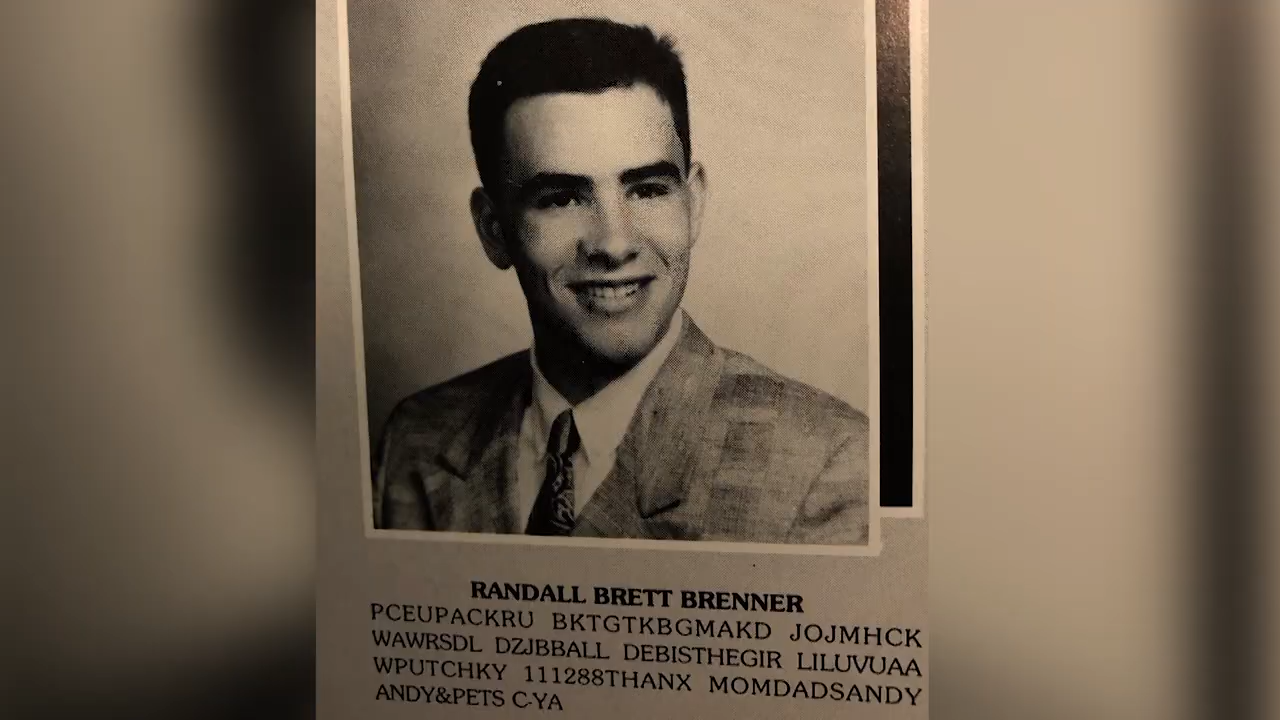 RANDALL BRETT BRENNER
PCEUPACKRU BKTGTKBGMAKD JOJMHCK
WAWRSDL DZJBBALL DEBISTHEGIR LILUVUAA
WPUTCHKY 111288THANX MOMDADSANDY
ANDY&PETS C-YA